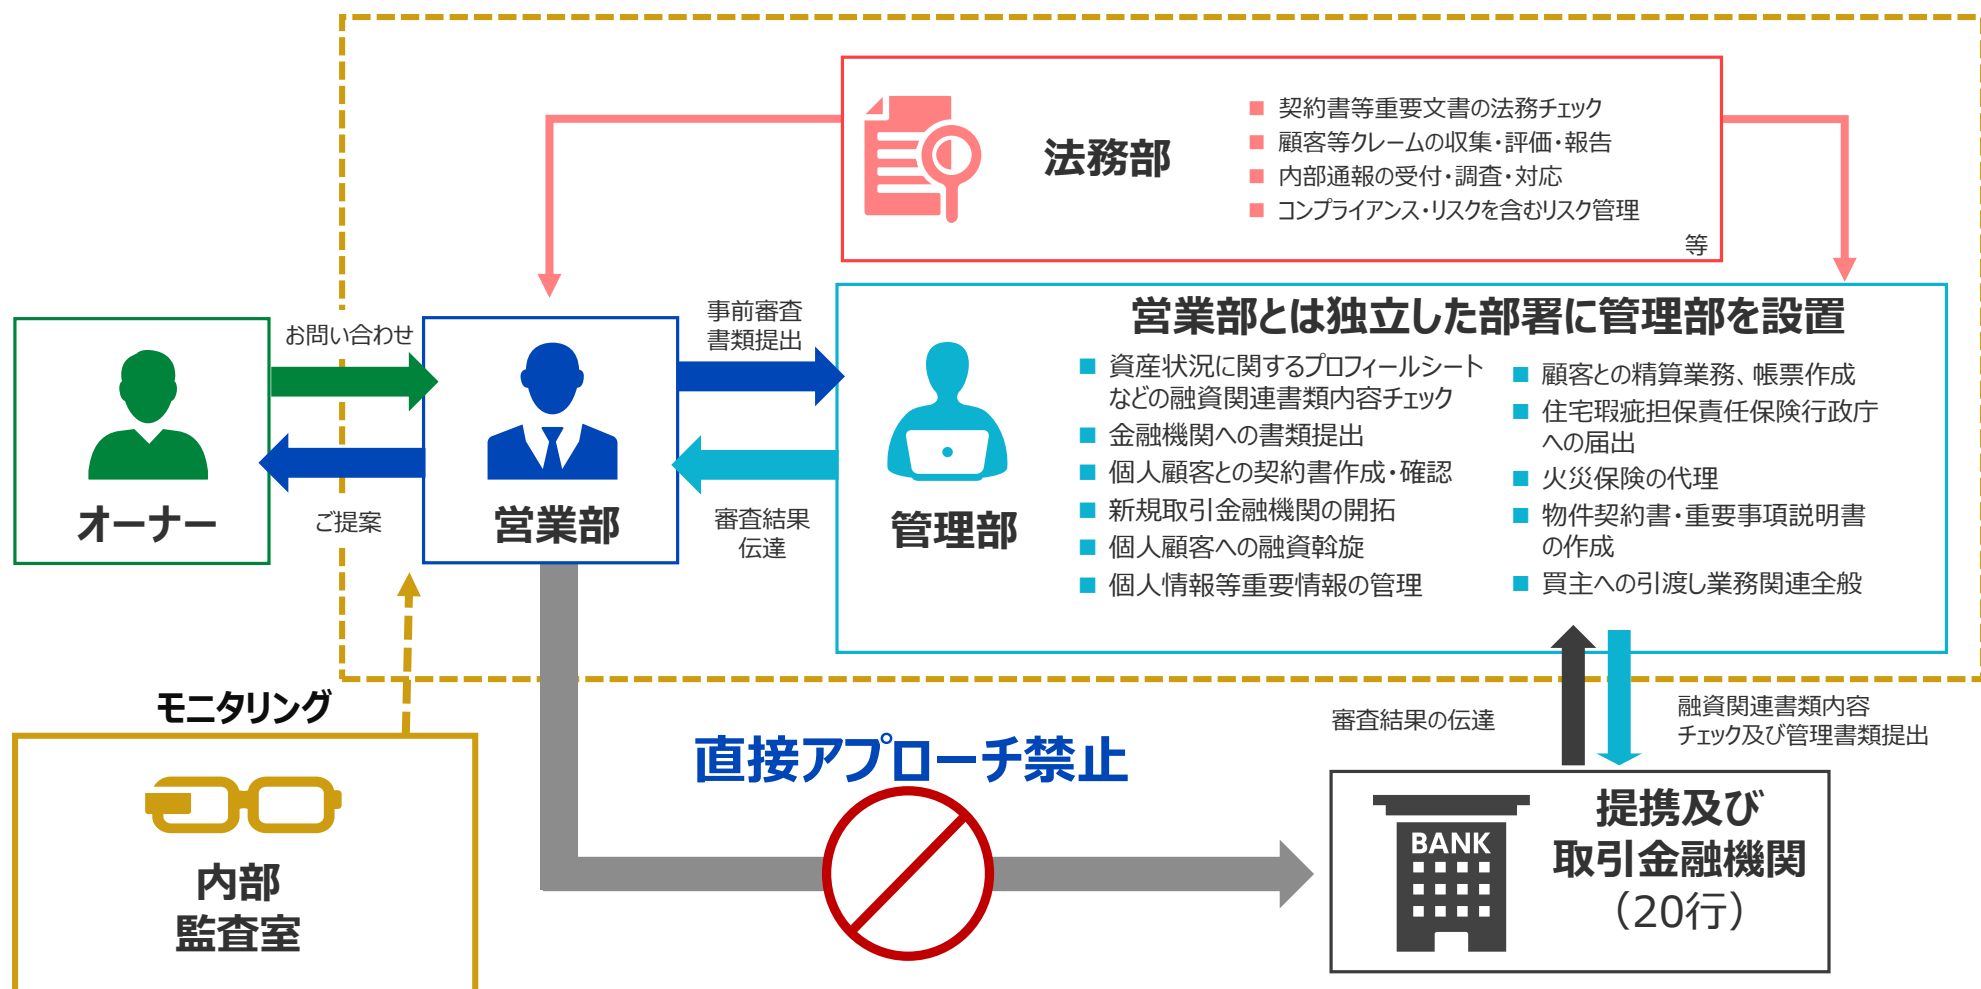 法務部
■ 契約書等重要文書の法務チェック
■ 顧客等クレームの収集・評価・報告
■ 内部通報の受付・調査・対応
■ コンプライアンス・リスクを含むリスク管理
等
オーナー
お問い合わせ
ご提案
営業部
事前審査
書類提出
審査結果
伝達
営業部とは独立した部署に管理部を設置
管理部
■ 資産状況に関するプロフィールシート
などの融資関連書類内容チェック
■ 金融機関への書類提出
■ 個人顧客との契約書作成・確認
■ 新規取引金融機関の開拓
■ 個人顧客への融資斡旋
■ 個人情報等重要情報の管理
■ 顧客との精算業務、帳票作成
■ 住宅瑕疵担保責任保険行政庁
への届出
■ 火災保険の代理
■ 物件契約書・重要事項説明書
の作成
■ 買主への引渡し業務関連全般
モニタリング
内部
監査室
直接アプローチ禁止
審査結果の伝達
融資関連書類内容
チェック及び管理書類提出
BANK
提携及び
取引金融機関
（20行）